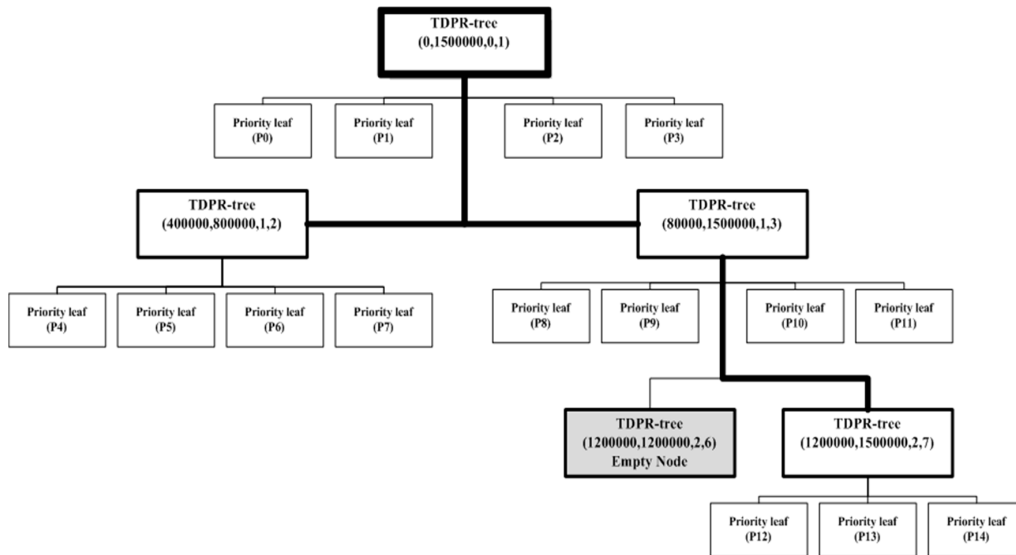 TDPR-tree
(0,1500000,0,1)
Priority leaf
(P0)
Priority leaf
(P1)
Priority leaf
(P2)
Priority leaf
(P3)
TDPR-tree
(400000,800000,1,2)
TDPR-tree
(80000,1500000,1,3)
Priority leaf
(P4)
Priority leaf
(P5)
Priority leaf
(P6)
Priority leaf
(P7)
Priority leaf
(P8)
Priority leaf
(P9)
Priority leaf
(P10)
Priority leaf
(P11)
TDPR-tree
(1200000,1200000,2,6)
Empty Node
TDPR-tree
(1200000,1500000,2,7)
Priority leaf
(P12)
Priority leaf
(P13)
Priority leaf
(P14)